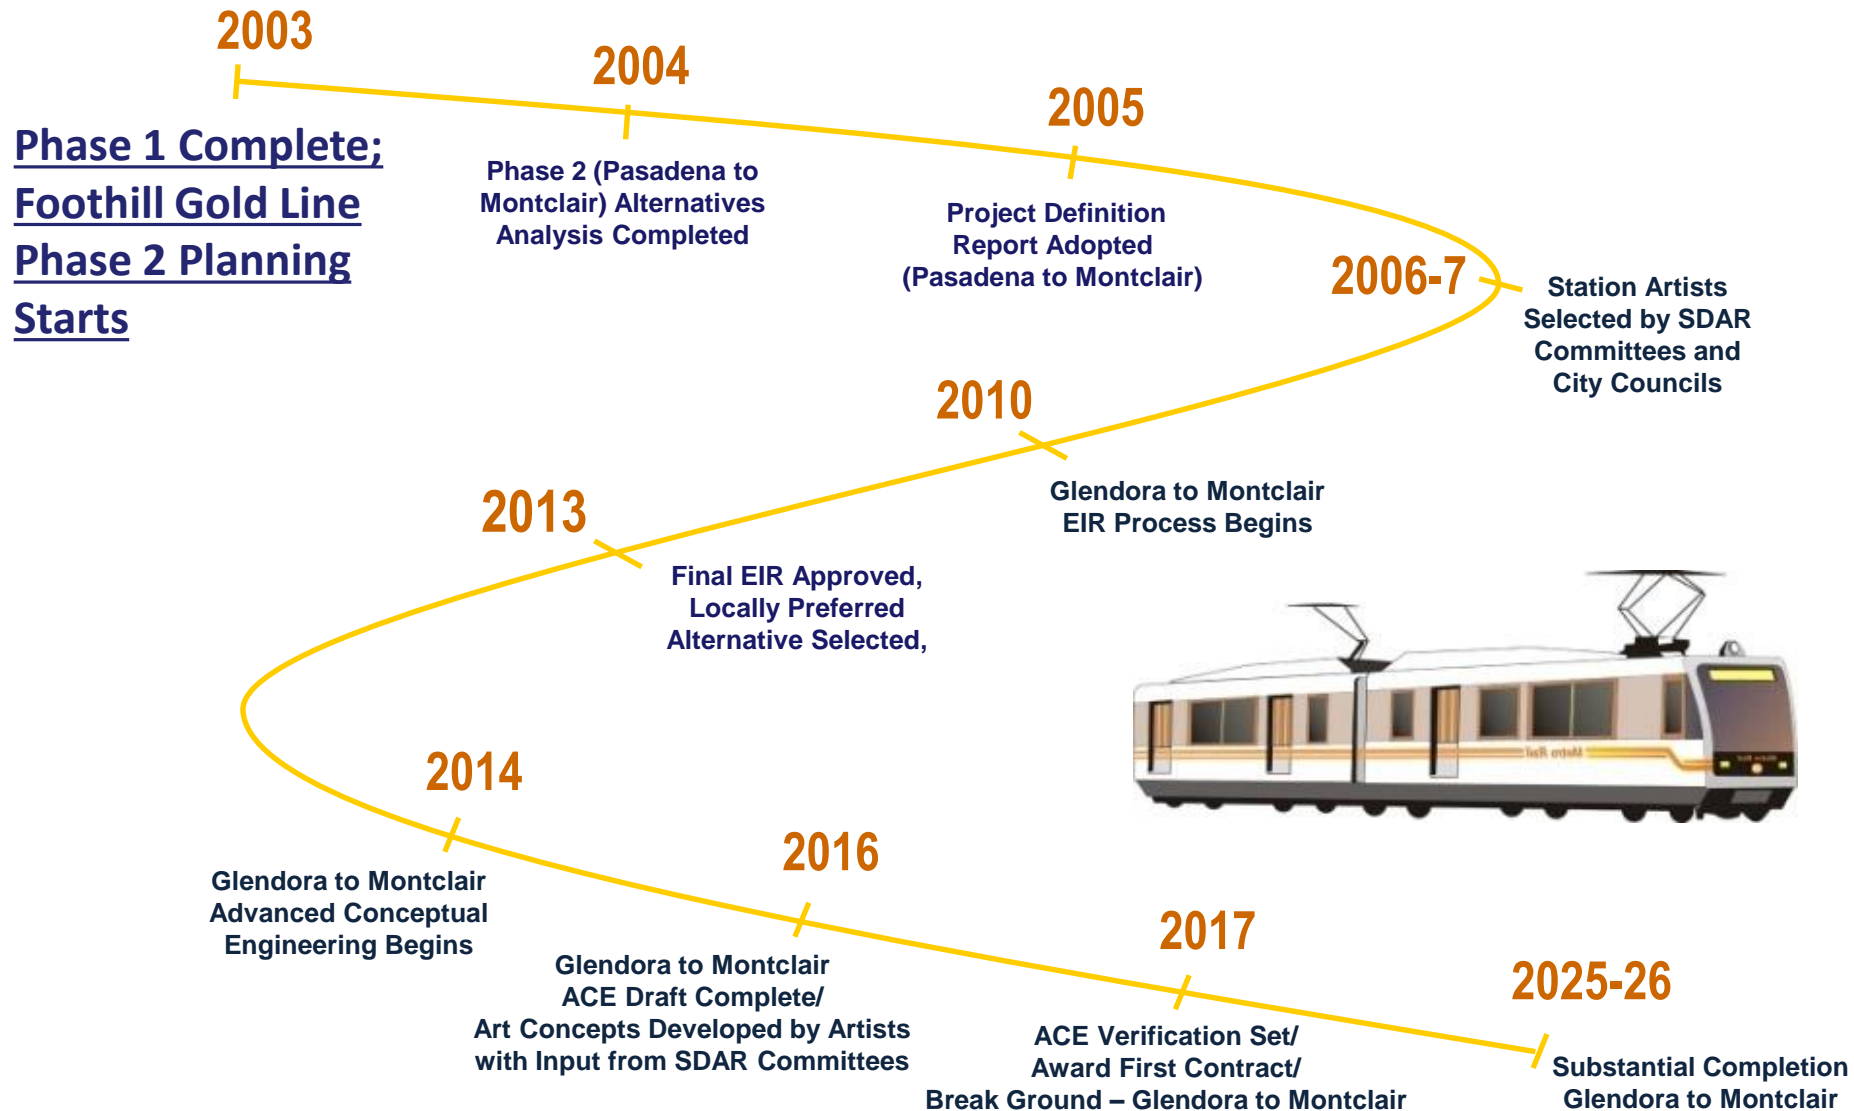 2003
Phase 1 Complete;
Foothill Gold Line
Phase 2 Planning
Starts
2004
Phase 2 (Pasadena to
Montclair) Alternatives
Analysis Completed
2005
Project Definition
Report Adopted
(Pasadena to Montclair)
2006-7
Station Artists
Selected by SDAR
Committees and
City Councils
2010
Glendora to Montclair
EIR Process Begins
2013
Final EIR Approved,
Locally Preferred
Alternative Selected,
Metro Rail
2014
Glendora to Montclair
Advanced Conceptual
Engineering Begins
2016
Glendora to Montclair
ACE Draft Complete/
Art Concepts Developed by Artists
with Input from SDAR Committees
2017
ACE Verification Set/
Award First Contract/
Break Ground – Glendora to Montclair
2025-26
Substantial Completion
Glendora to Montclair